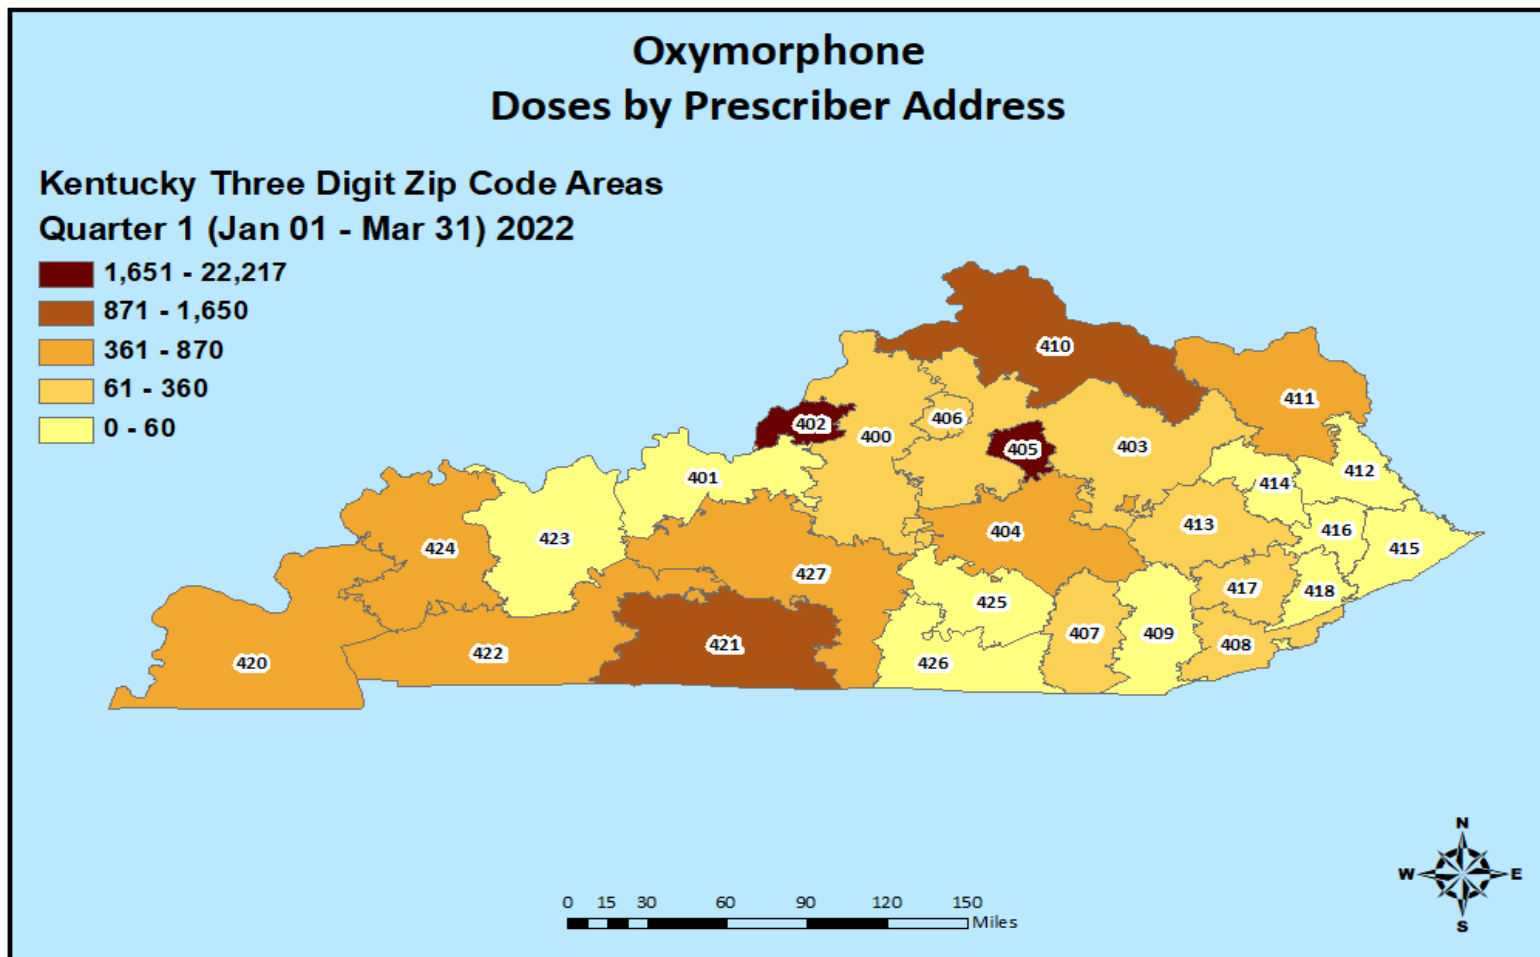 Oxymorphone
Doses by Prescriber Address
Kentucky Three Digit Zip Code Areas
Quarter 1 (Jan 01 - Mar 31) 2022
1,651 - 22,217
871 - 1,650
361 - 870
61 - 360
0 - 60
410
411
402
406
400
405
403
401
412
414
423
424
404
413
416
415
427
425
417
418
420
422
421
426
407
409
408
N
W E
S
0 15 30 60 90 120 150
Miles